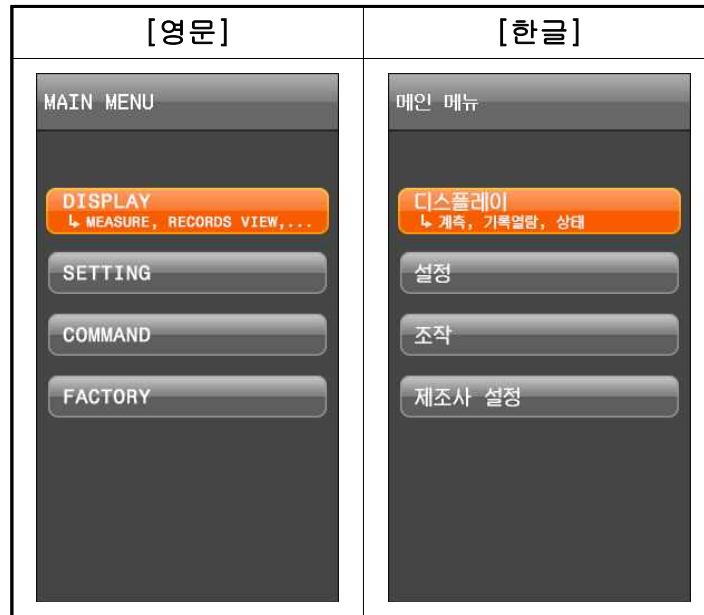 [영문]
[한글]
MAIN MENU
DISPLAY
↳ MEASURE, RECORDS VIEW,...
SETTING
COMMAND
FACTORY
메인 메뉴
디스플레이
↳ 계측, 기록열람, 상태
설정
조작
제조사 설정